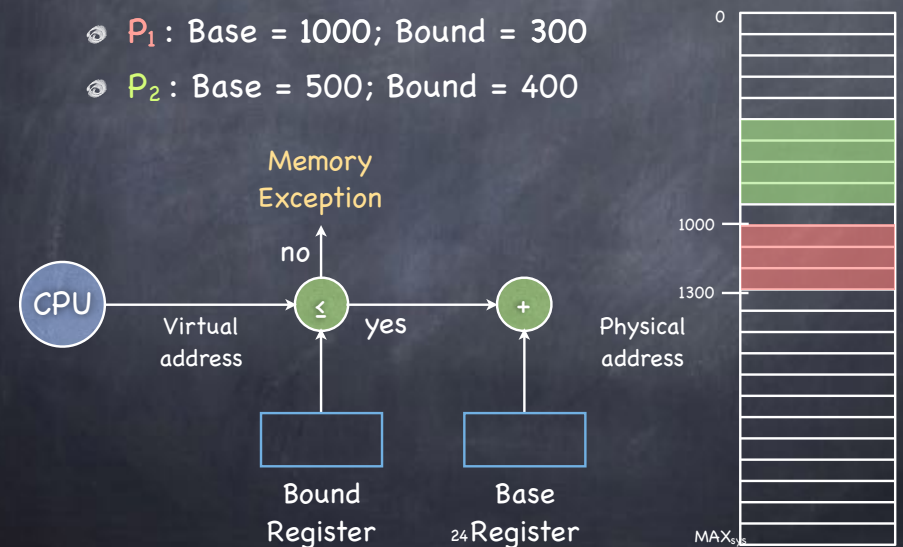 P₁ : Base = 1000; Bound = 300
P₂ : Base = 500; Bound = 400
Memory
Exception
no
CPU
≤
+
Virtual
address
yes
Physical
address
Bound
Register
Base
Register
24
0
1000
1300
MAXsys